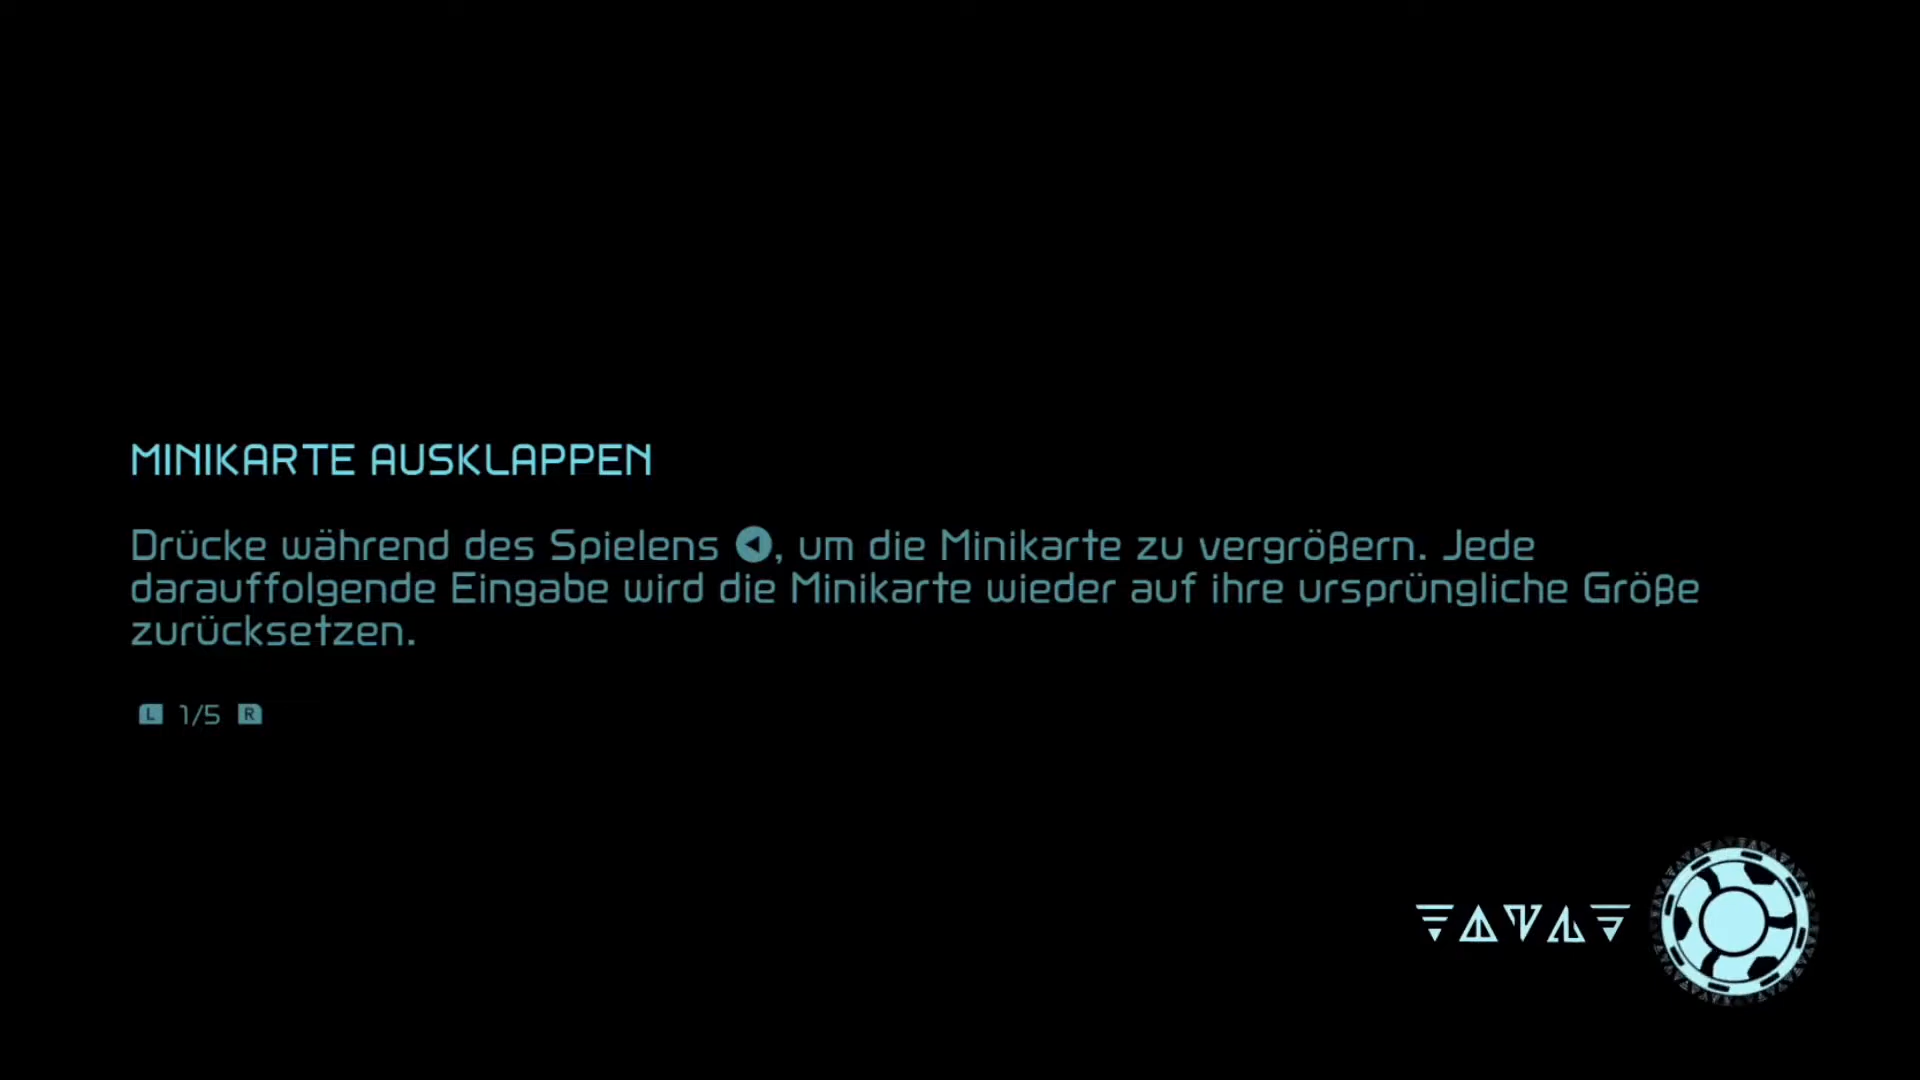 MINIKARTE AUSKLAPPEN
Drücke während des Spielens ◀, um die Minikarte zu vergrößern. Jede
darauffolgende Eingabe wird die Minikarte wieder auf ihre ursprüngliche Größe
zurücksetzen.
L 1/5 R